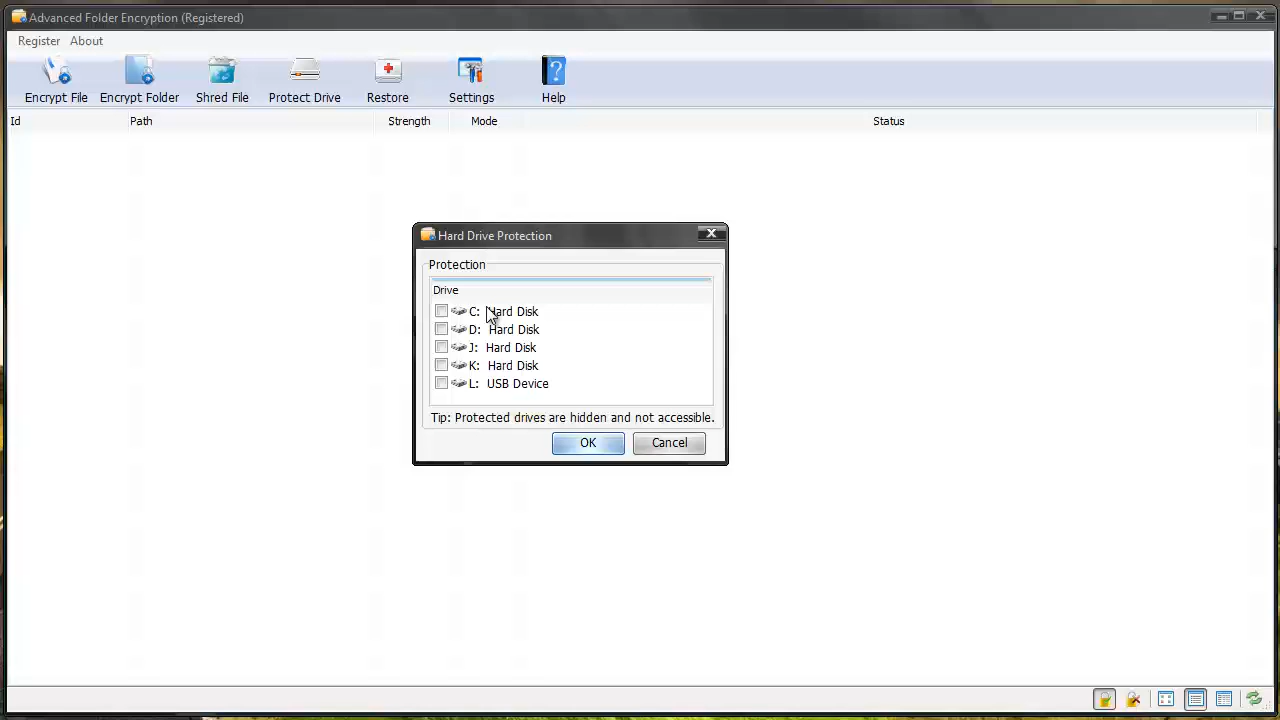 Advanced Folder Encryption (Registered)
Register About
Encrypt File Encrypt Folder Shred File Protect Drive Restore Settings Help
Id Path Strength Mode Status
Hard Drive Protection
Protection
Drive
C: Hard Disk
D: Hard Disk
J: Hard Disk
K: Hard Disk
L: USB Device
Tip: Protected drives are hidden and not accessible.
OK Cancel